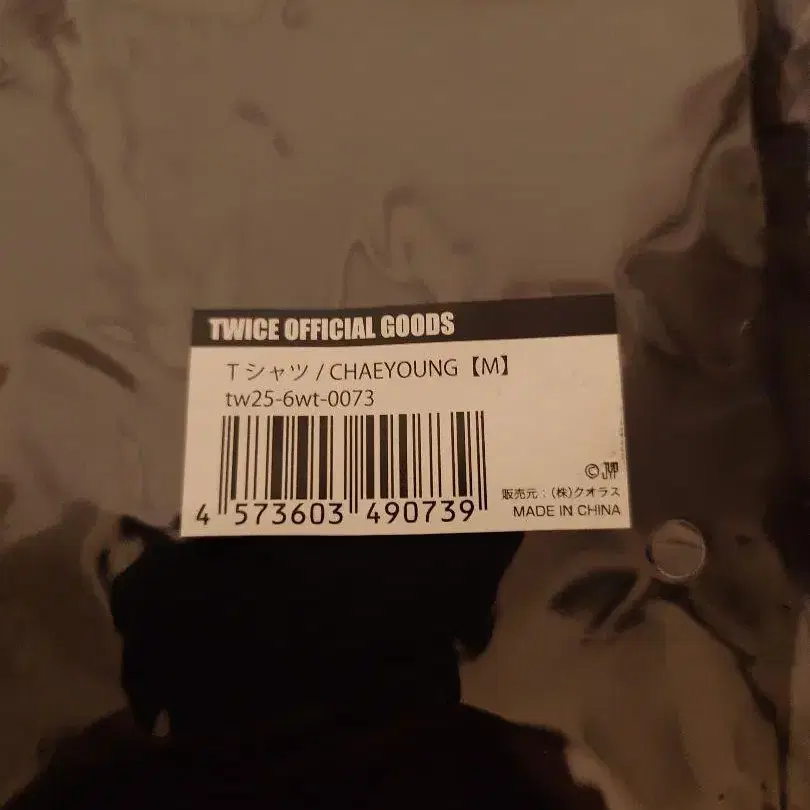 TWICE OFFICIAL GOODS
Tシャツ / CHAEYOUNG【M】
tw25-6wt-0073
4 573603 490739
©JYP
販売元：(株)クオラス
MADE IN CHINA